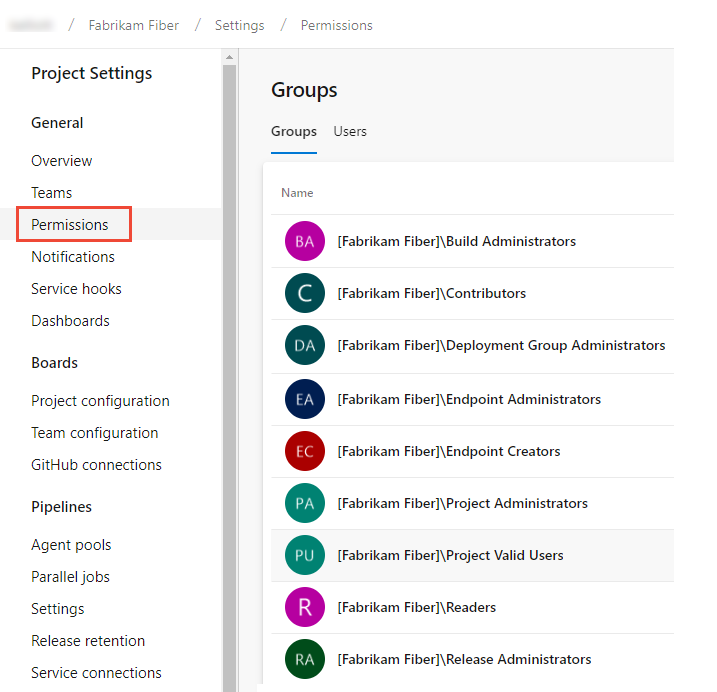 / Fabrikam Fiber / Settings / Permissions
Project Settings
General
Overview
Teams
Permissions
Notifications
Service hooks
Dashboards
Boards
Project configuration
Team configuration
GitHub connections
Pipelines
Agent pools
Parallel jobs
Settings
Release retention
Service connections
Groups
Groups Users
Name
BA [Fabrikam Fiber]\Build Administrators
C [Fabrikam Fiber]\Contributors
DA [Fabrikam Fiber]\Deployment Group Administrators
EA [Fabrikam Fiber]\Endpoint Administrators
EC [Fabrikam Fiber]\Endpoint Creators
PA [Fabrikam Fiber]\Project Administrators
PU [Fabrikam Fiber]\Project Valid Users
R [Fabrikam Fiber]\Readers
RA [Fabrikam Fiber]\Release Administrators